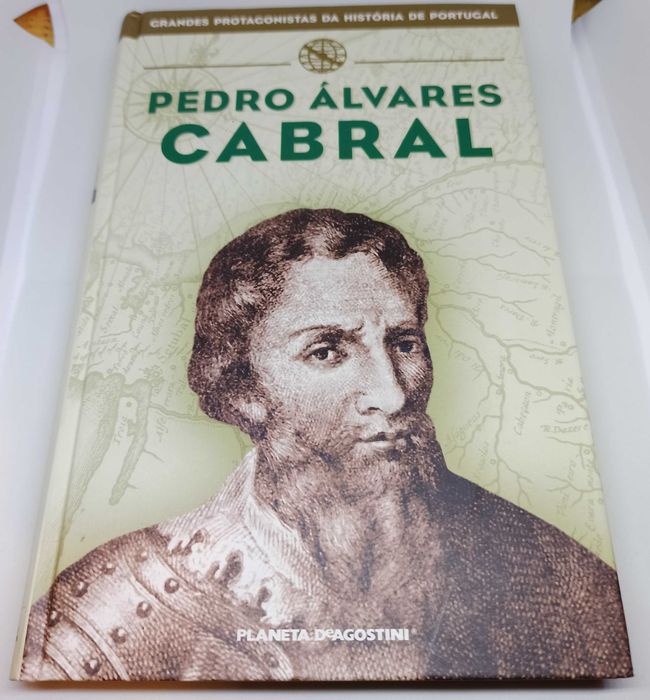 GRANDES PROTAGONISTAS DA HISTÓRIA DE PORTUGAL
PEDRO ÁLVARES
CABRAL
PLANETA DeAGOSTINI®